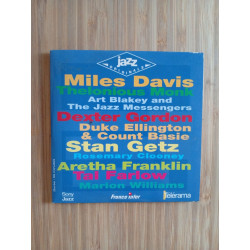 Jazz
Miles Davis
Thelonious Monk
Art Blakey and
The Jazz Messengers
Dexter Gordon
Duke Ellington
& Count Basie
Stan Getz
Rosemary Clooney
Aretha Franklin
Tal Farlow
Marion Williams
Sony
Jazz
France Inter
Télérama